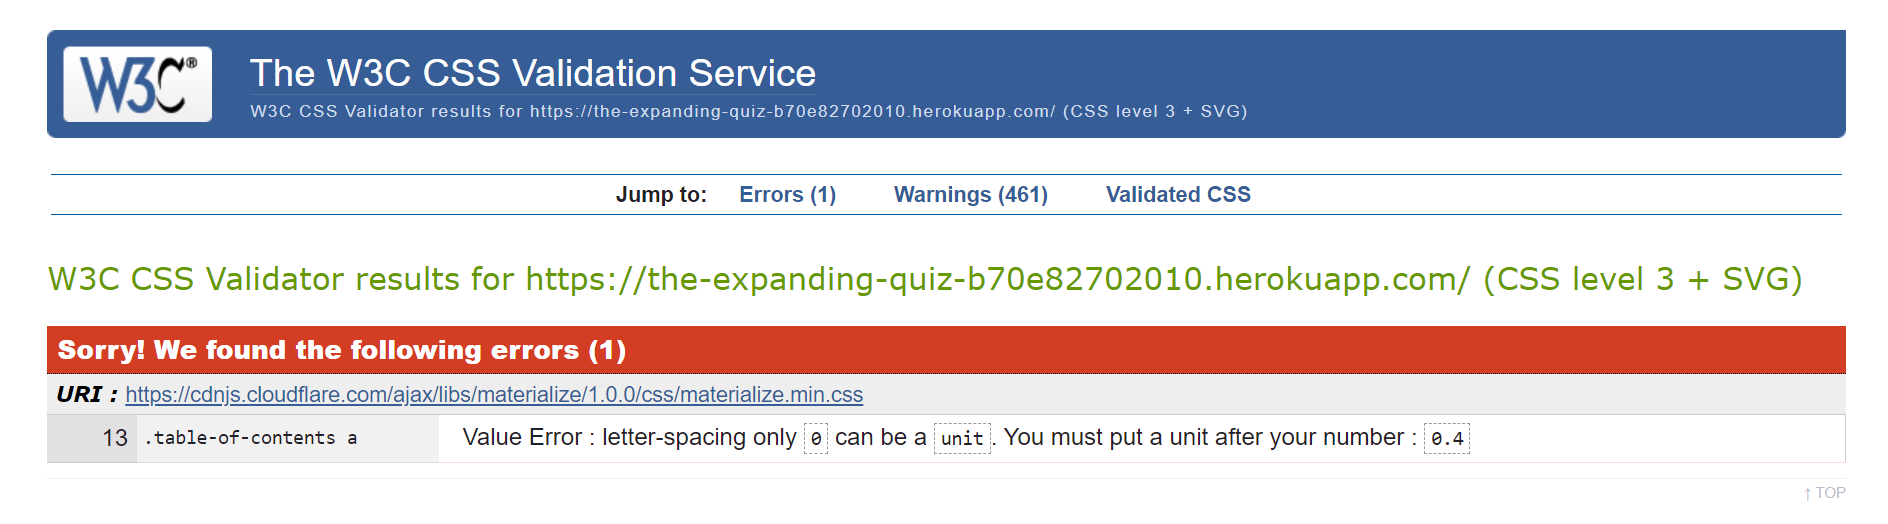 W3C®
The W3C CSS Validation Service
W3C CSS Validator results for https://the-expanding-quiz-b70e82702010.herokuapp.com/ (CSS level 3 + SVG)
Jump to: Errors (1) Warnings (461) Validated CSS
W3C CSS Validator results for https://the-expanding-quiz-b70e82702010.herokuapp.com/ (CSS level 3 + SVG)
Sorry! We found the following errors (1)
URI : https://cdnjs.cloudflare.com/ajax/libs/materialize/1.0.0/css/materialize.min.css
13 .table-of-contents a Value Error : letter-spacing only 0 can be a unit. You must put a unit after your number : 0.4
↑ TOP